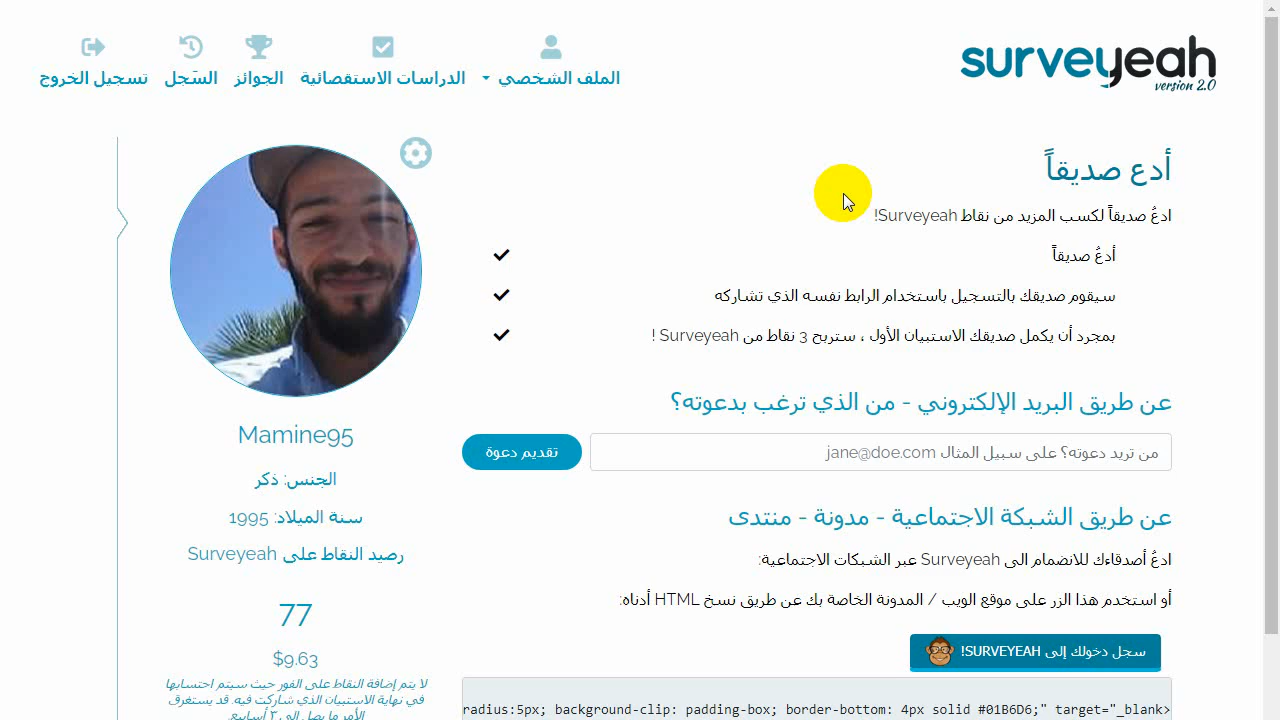 surveyeah
version 2.0
الملف الشخصي
الدراسات الاستقصائية
الجوائز
السّجل
تسجيل الخروج
أدع صديقاً
ادعُ صديقاً لكسب المزيد من نقاط Surveyeah!
أدعُ صديقاً
سيقوم صديقك بالتسجيل باستخدام الرابط نفسه الذي تشاركه
بمجرد أن يكمل صديقك الاستبيان الأول ، ستربح 3 نقاط من Surveyeah !
عن طريق البريد الإلكتروني - من الذي ترغب بدعوته؟
من تريد دعوته؟ على سبيل المثال jane@doe.com
تقديم دعوة
عن طريق الشبكة الاجتماعية - مدونة - منتدى
ادعُ أصدقاءك للانضمام الى Surveyeah عبر الشبكات الاجتماعية:
أو استخدم هذا الزر على موقع الويب / المدونة الخاصة بك عن طريق نسخ HTML أدناه:
سجل دخولك إلى SURVEYEAH!
radius:5px; background-clip: padding-box; border-bottom: 4px solid #01B6D6;" target="_blank>
Mamine95
الجنس: ذكر
سنة الميلاد: 1995
رصيد النقاط على Surveyeah
77
$9.63
لا يتم إضافة النقاط على الفور حيث سيتم احتسابها
في نهاية الاستبيان الذي شاركت فيه. قد يستغرق
الأمر ما يصل إلى ٣ أسابيع.